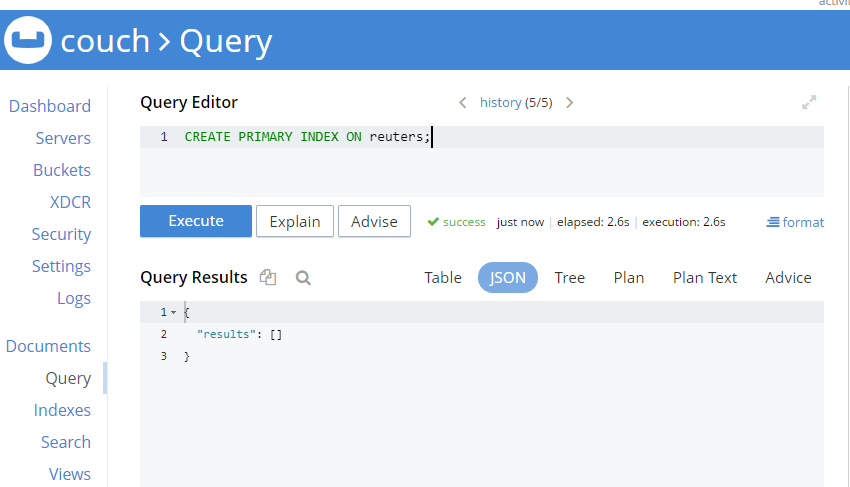 couch > Query
Dashboard
Servers
Buckets
XDCR
Security
Settings
Logs
Documents
Query
Indexes
Search
Views
Query Editor
< history (5/5) >
1 CREATE PRIMARY INDEX ON reuters;
Execute Explain Advise success just now | elapsed: 2.6s | execution: 2.6s format
Query Results Table JSON Tree Plan Plan Text Advice
1 {
2 "results": []
3 }